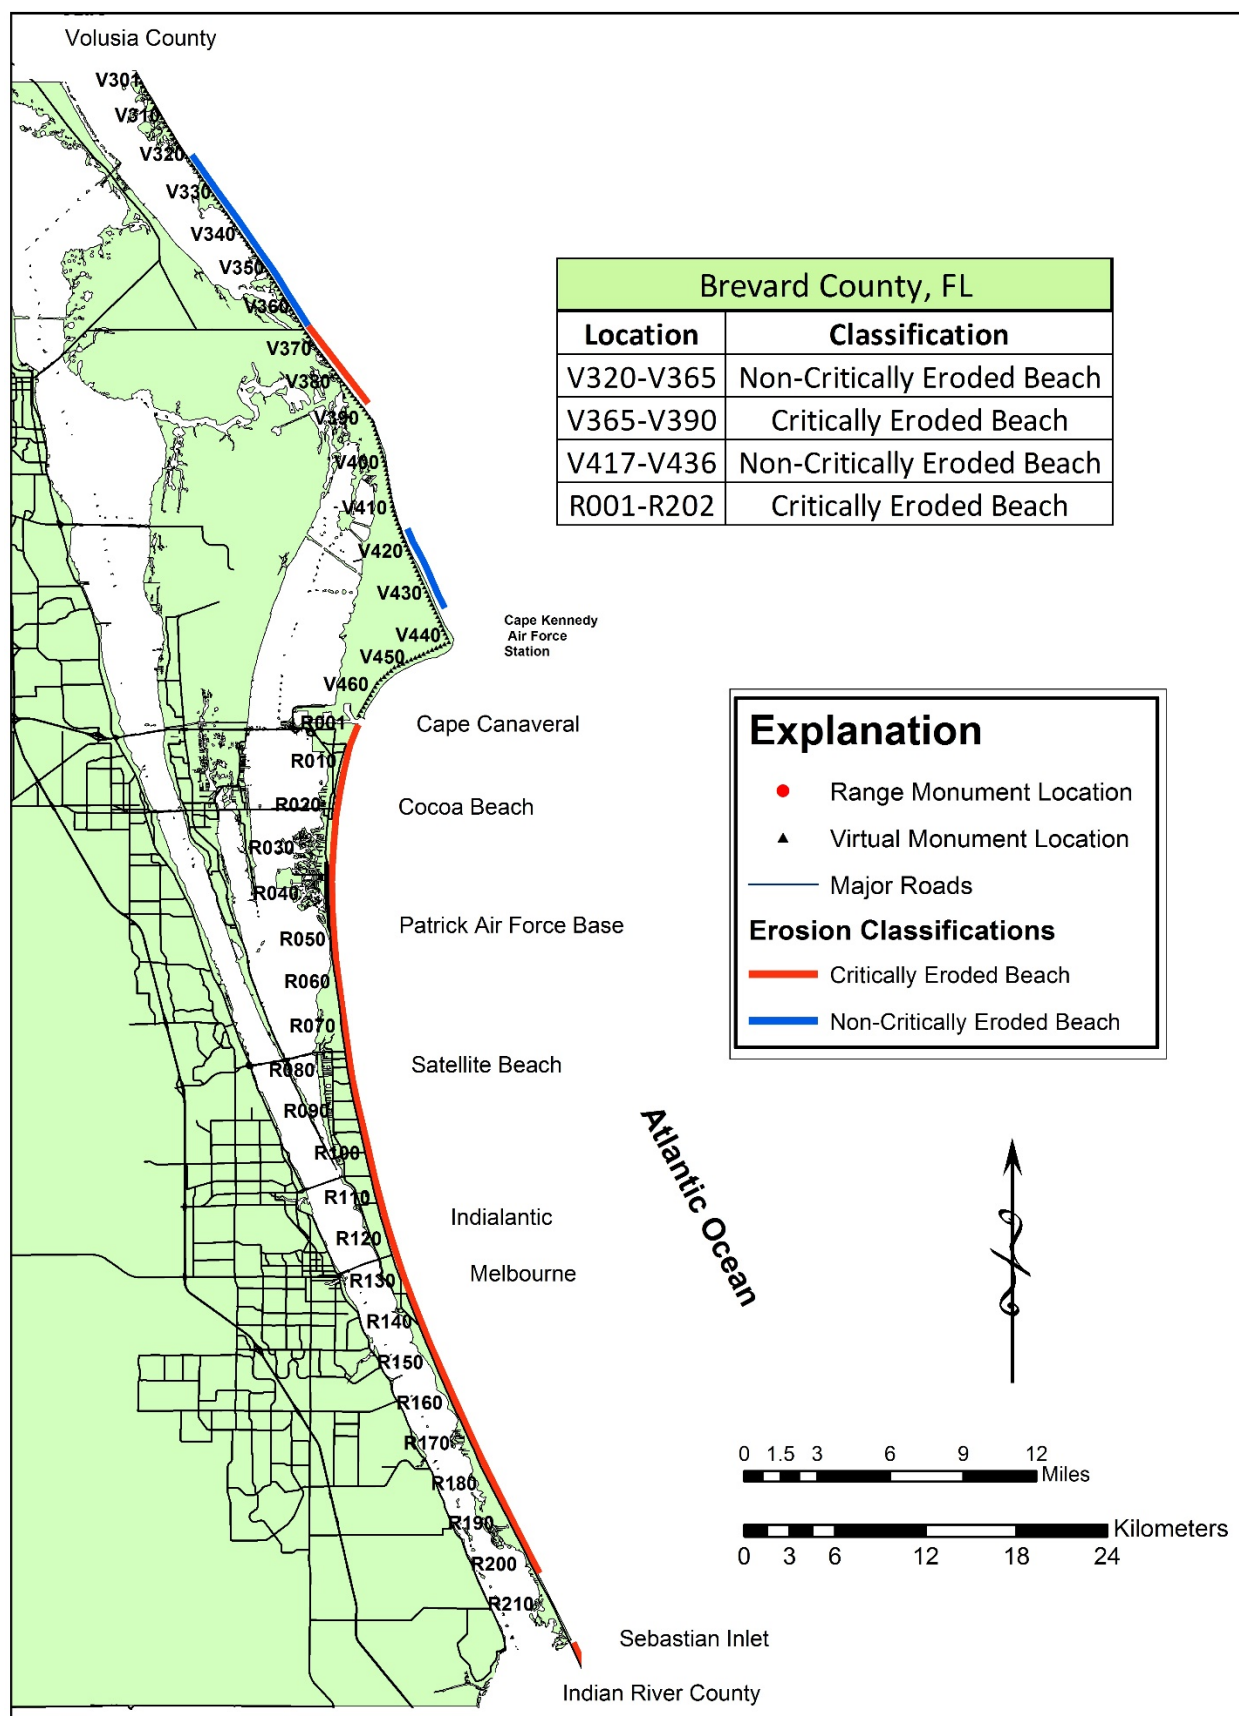 Volusia County
V301
V310
V320
V330
V340
V350
V360
V370
V380
V390
V400
V410
V420
V430
V440
V450
V460
R001
R010
R020
R030
R040
R050
R060
R070
R080
R090
R100
R110
R120
R130
R140
R150
R160
R170
R180
R190
R200
R210
Brevard County, FL
Location Classification
V320-V365 Non-Critically Eroded Beach
V365-V390 Critically Eroded Beach
V417-V436 Non-Critically Eroded Beach
R001-R202 Critically Eroded Beach
Cape Kennedy
Air Force
Station
Cape Canaveral
Cocoa Beach
Patrick Air Force Base
Satellite Beach
Indialantic
Melbourne
Sebastian Inlet
Indian River County
Atlantic Ocean
Explanation
Range Monument Location
Virtual Monument Location
Major Roads
Erosion Classifications
Critically Eroded Beach
Non-Critically Eroded Beach
N
0 1.5 3 6 9 12
Miles
Kilometers
0 3 6 12 18 24